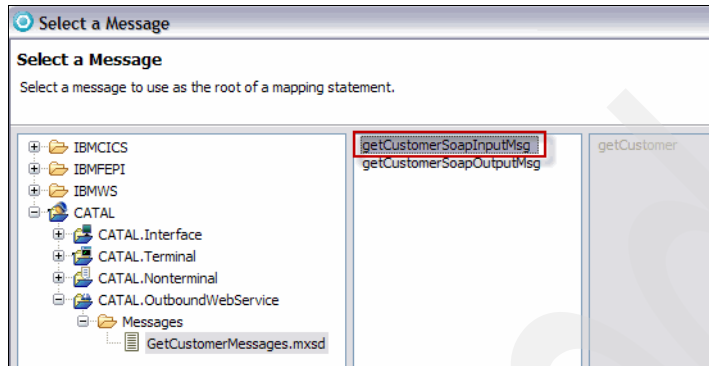 Select a Message
Select a Message
Select a message to use as the root of a mapping statement.
IBMCICS
IBMFEPI
IBMWS
CATAL
CATAL.Interface
CATAL.Terminal
CATAL.Nonterminal
CATAL.OutboundWebService
Messages
GetCustomerMessages.mxsd
getCustomerSoapInputMsg
getCustomerSoapOutputMsg
getCustomer